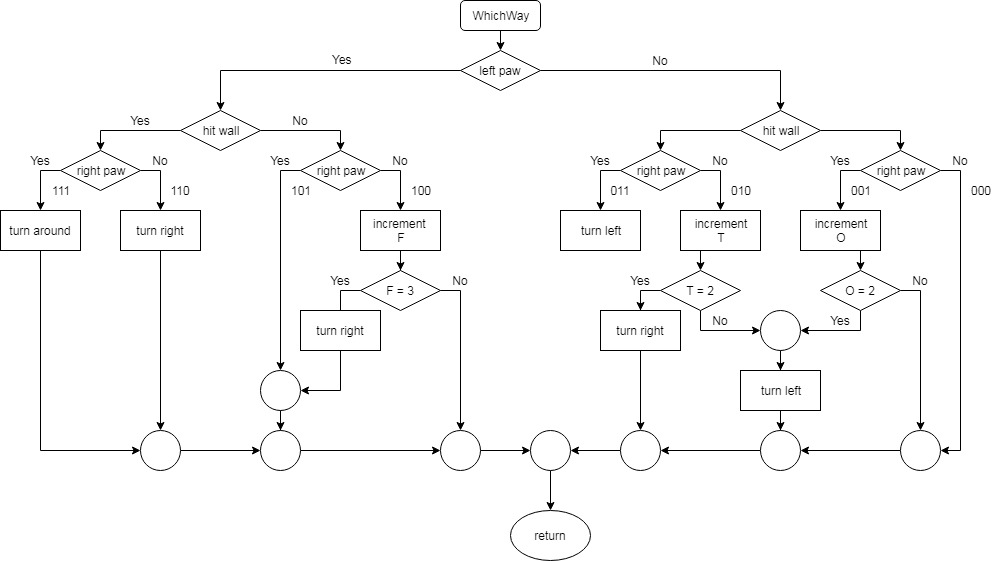 WhichWay
left paw
Yes
No
hit wall
Yes
No
hit wall
right paw
Yes
No
right paw
Yes
No
right paw
Yes
No
right paw
Yes
No
111
110
101
100
011
010
001
000
turn around
turn right
increment
F
turn left
increment
T
increment
O
Yes
F = 3
No
Yes
T = 2
No
O = 2
No
Yes
turn right
turn right
turn left
return